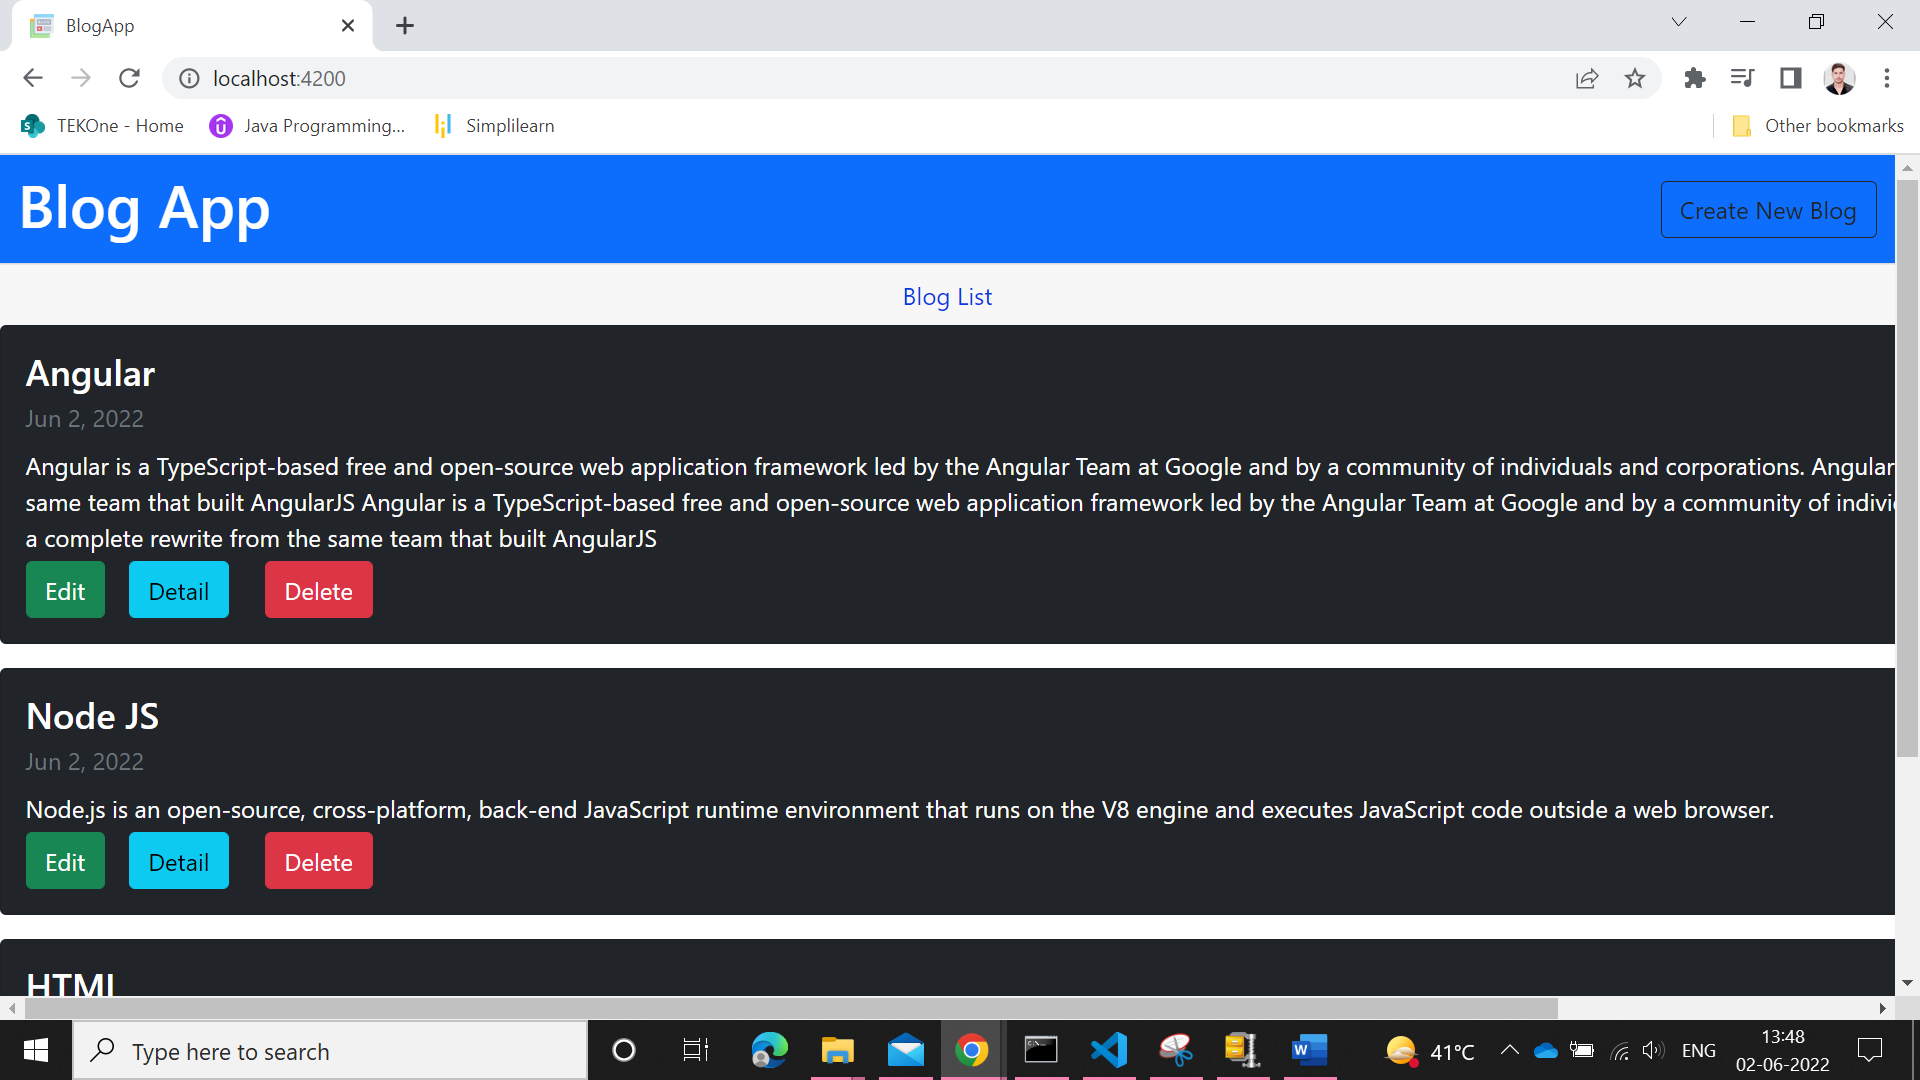 BlogApp
localhost:4200
TEKOne - Home
Java Programming...
Simplilearn
Other bookmarks
Blog App
Create New Blog
Blog List
Angular
Jun 2, 2022
Angular is a TypeScript-based free and open-source web application framework led by the Angular Team at Google and by a community of individuals and corporations. Angular
same team that built AngularJS Angular is a TypeScript-based free and open-source web application framework led by the Angular Team at Google and by a community of indivi
a complete rewrite from the same team that built AngularJS
Edit Detail Delete
Node JS
Jun 2, 2022
Node.js is an open-source, cross-platform, back-end JavaScript runtime environment that runs on the V8 engine and executes JavaScript code outside a web browser.
Edit Detail Delete
HTML
Type here to search
41°C
ENG
13:48
02-06-2022